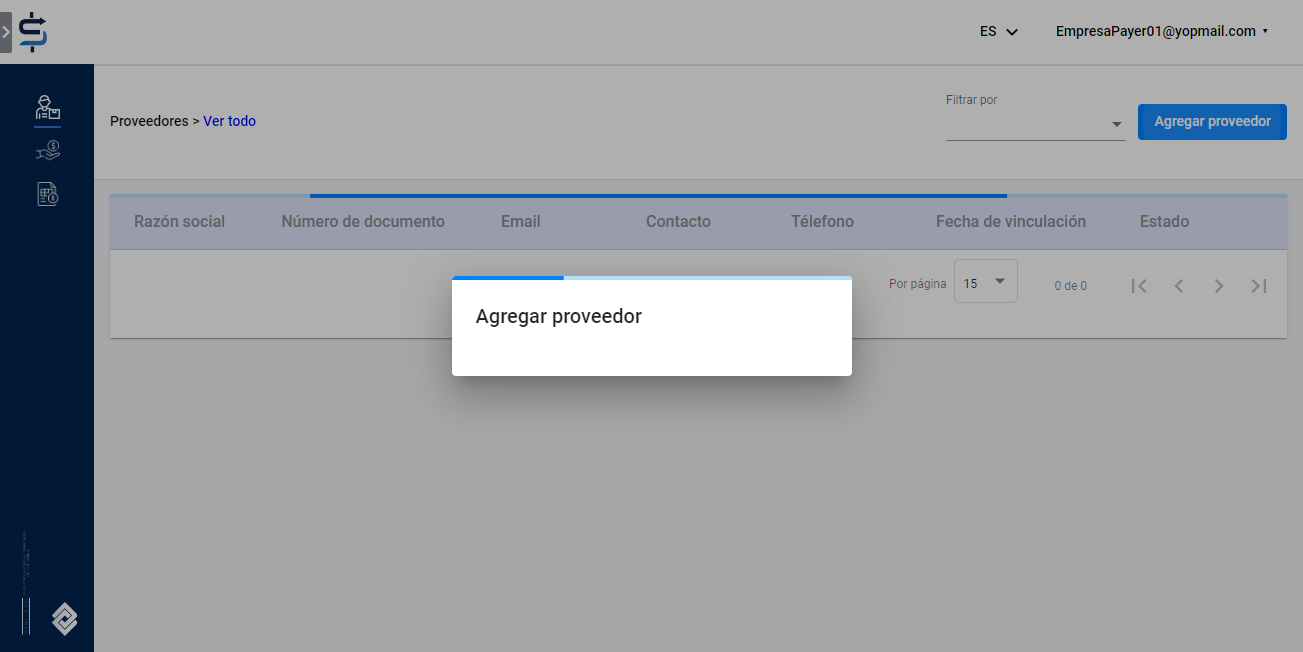 ES
EmpresaPayer01@yopmail.com
Proveedores > Ver todo
Filtrar por
Agregar proveedor
Razón social
Número de documento
Email
Contacto
Télefono
Fecha de vinculación
Estado
Por página
15
0 de 0
Agregar proveedor